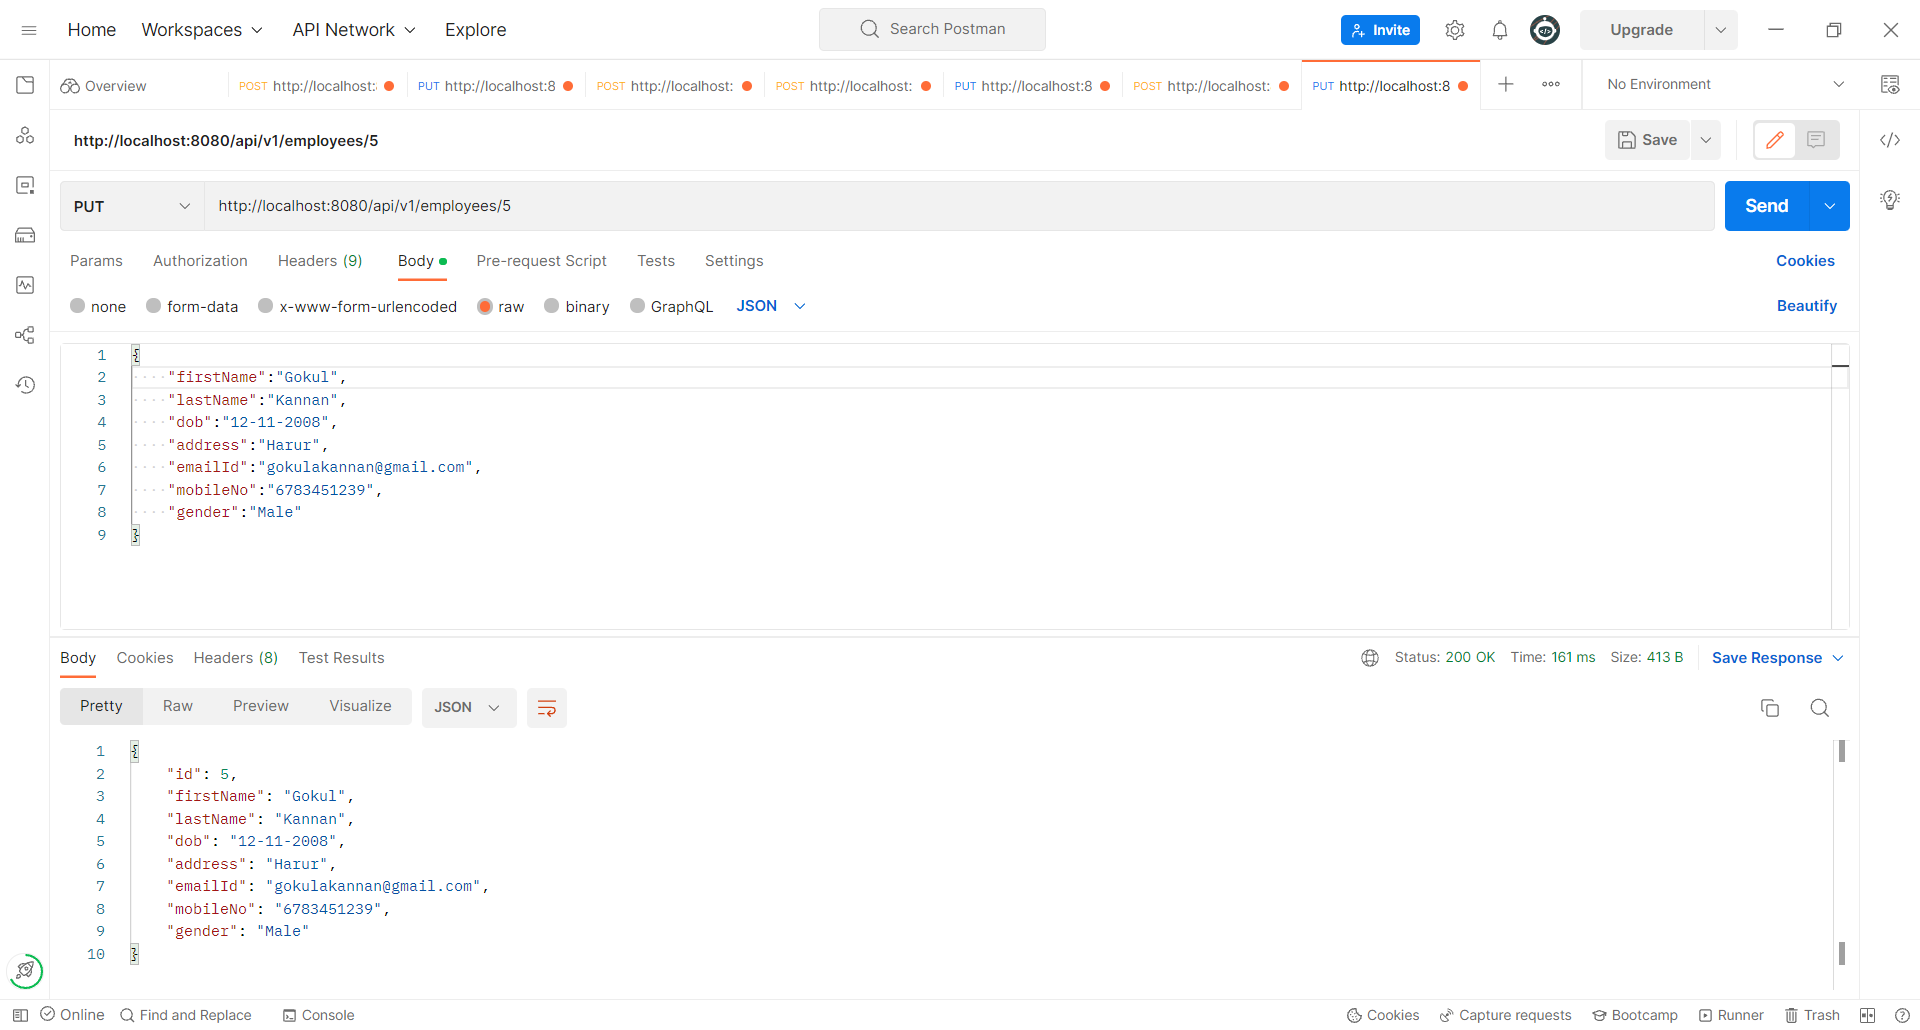 Home Workspaces API Network Explore Search Postman Invite Upgrade
Overview POST http://localhost: PUT http://localhost:8 POST http://localhost: POST http://localhost: PUT http://localhost:8 POST http://localhost: PUT http://localhost:8 No Environment
http://localhost:8080/api/v1/employees/5 Save
PUT http://localhost:8080/api/v1/employees/5 Send
Params Authorization Headers (9) Body Pre-request Script Tests Settings Cookies
none form-data x-www-form-urlencoded raw binary GraphQL JSON Beautify
1 {
2 "firstName":"Gokul",
3 "lastName":"Kannan",
4 "dob":"12-11-2008",
5 "address":"Harur",
6 "emailId":"gokulakannan@gmail.com",
7 "mobileNo":"6783451239",
8 "gender":"Male"
9 }
Body Cookies Headers (8) Test Results Status: 200 OK Time: 161 ms Size: 413 B Save Response
Pretty Raw Preview Visualize JSON
1 {
2 "id": 5,
3 "firstName": "Gokul",
4 "lastName": "Kannan",
5 "dob": "12-11-2008",
6 "address": "Harur",
7 "emailId": "gokulakannan@gmail.com",
8 "mobileNo": "6783451239",
9 "gender": "Male"
10 }
Online Find and Replace Console Cookies Capture requests Bootcamp Runner Trash